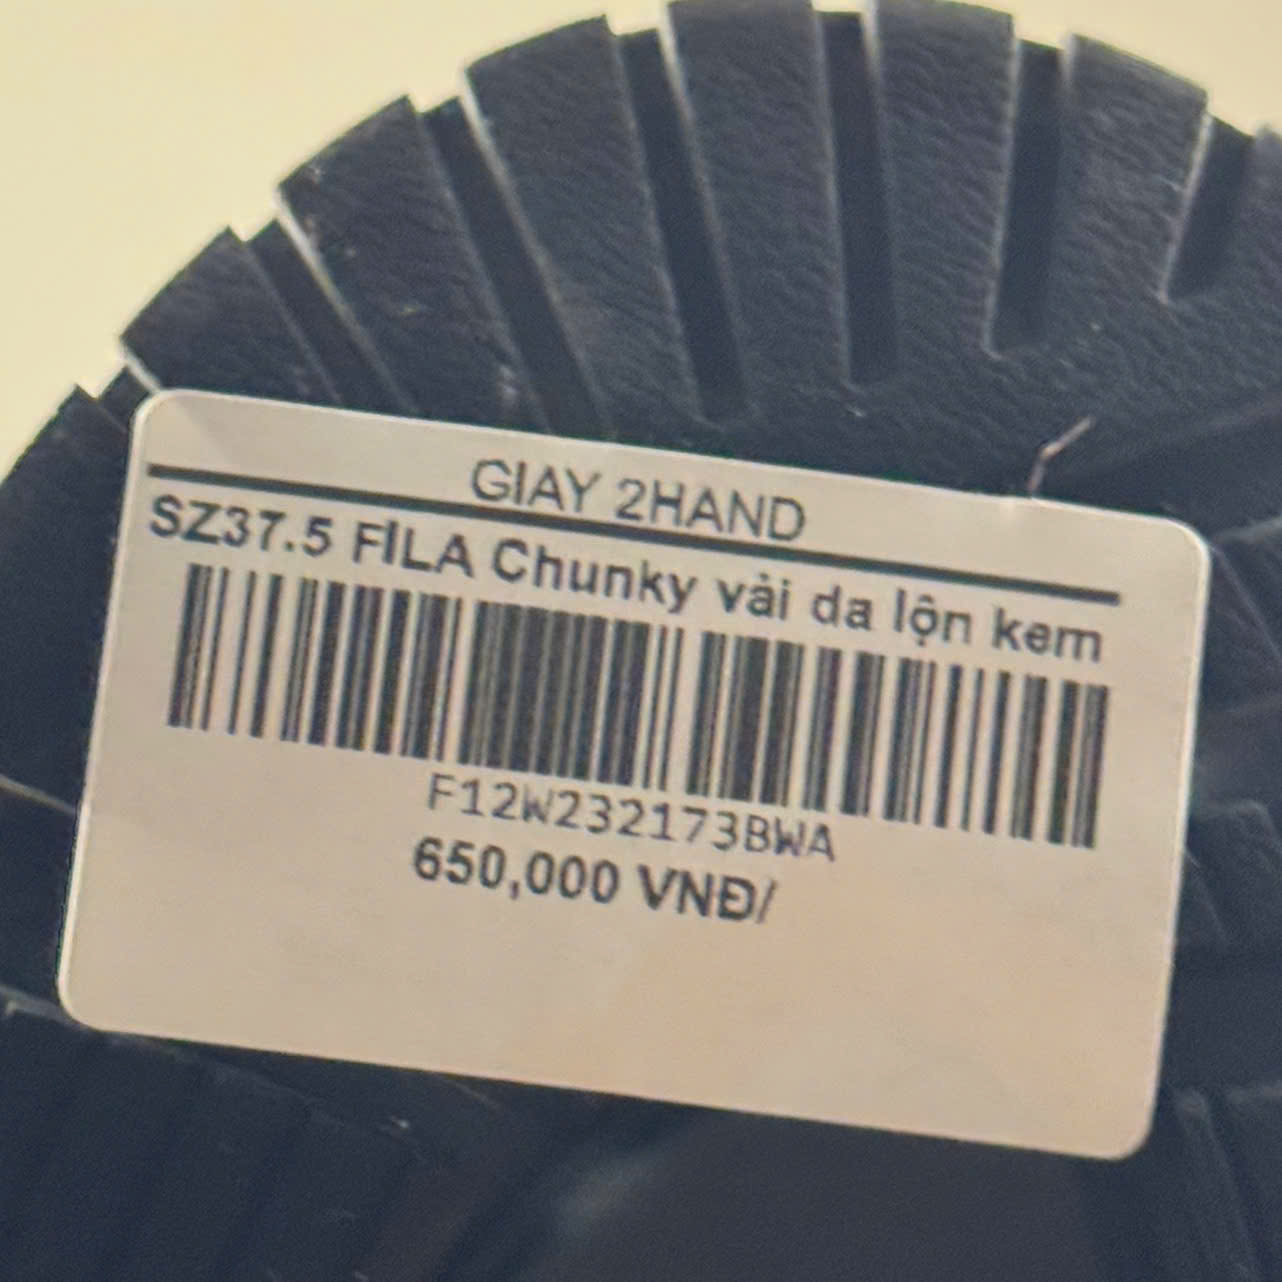 GIAY 2HAND
SZ37.5 FILA Chunky vải da lộn kem
F12W232173BWA
650,000 VNĐ/